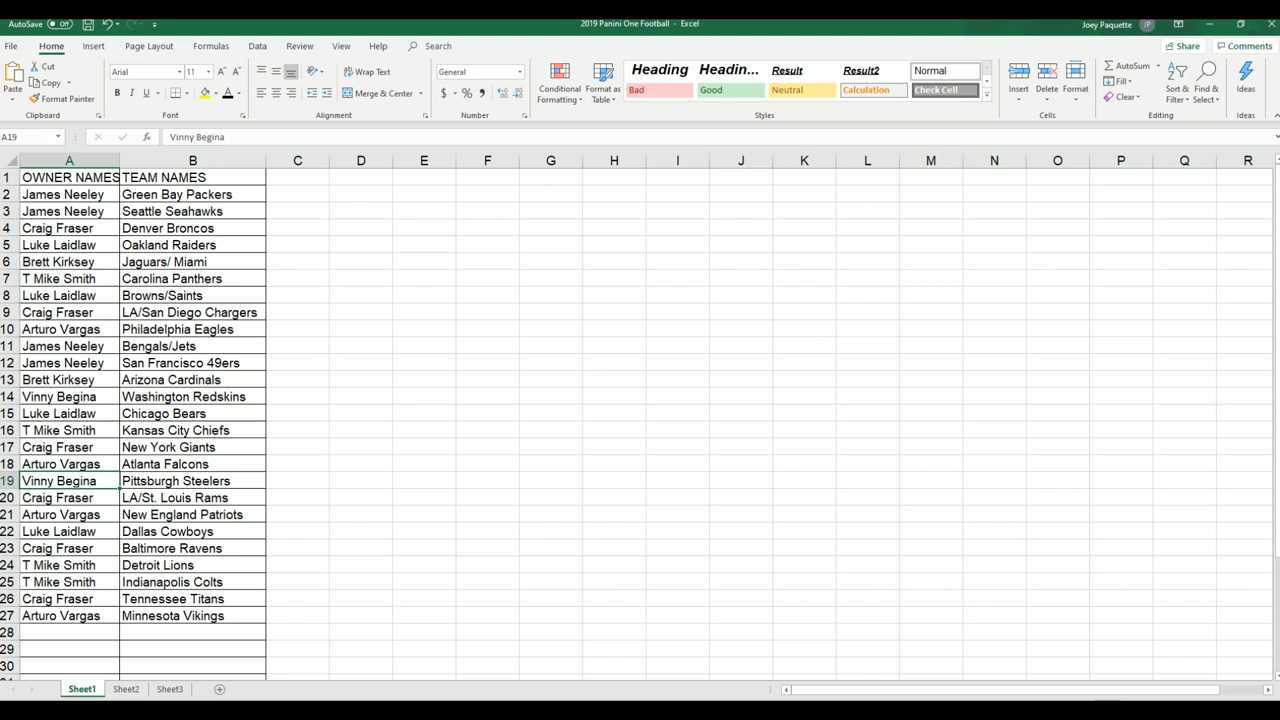 AutoSave Off
2019 Panini One Football - Excel
Joey Paquette JP
File Home Insert Page Layout Formulas Data Review View Help Search
Share Comments
Paste Cut Copy Format Painter Clipboard
Arial 11 A A B I U A Font
Wrap Text Merge & Center Alignment
General $ % , Number
Conditional Formatting Format as Table
Heading Headin... Result Result2 Normal
Bad Good Neutral Calculation Check Cell
Styles
Insert Delete Format Cells
AutoSum Fill Clear Sort & Filter Find & Select Editing
Ideas Ideas
A19 fx Vinny Begina
A B C D E F G H I J K L M N O P Q R
1 OWNER NAMES TEAM NAMES
2 James Neeley Green Bay Packers
3 James Neeley Seattle Seahawks
4 Craig Fraser Denver Broncos
5 Luke Laidlaw Oakland Raiders
6 Brett Kirksey Jaguars/ Miami
7 T Mike Smith Carolina Panthers
8 Luke Laidlaw Browns/Saints
9 Craig Fraser LA/San Diego Chargers
10 Arturo Vargas Philadelphia Eagles
11 James Neeley Bengals/Jets
12 James Neeley San Francisco 49ers
13 Brett Kirksey Arizona Cardinals
14 Vinny Begina Washington Redskins
15 Luke Laidlaw Chicago Bears
16 T Mike Smith Kansas City Chiefs
17 Craig Fraser New York Giants
18 Arturo Vargas Atlanta Falcons
19 Vinny Begina Pittsburgh Steelers
20 Craig Fraser LA/St. Louis Rams
21 Arturo Vargas New England Patriots
22 Luke Laidlaw Dallas Cowboys
23 Craig Fraser Baltimore Ravens
24 T Mike Smith Detroit Lions
25 T Mike Smith Indianapolis Colts
26 Craig Fraser Tennessee Titans
27 Arturo Vargas Minnesota Vikings
28
29
30
Sheet1 Sheet2 Sheet3